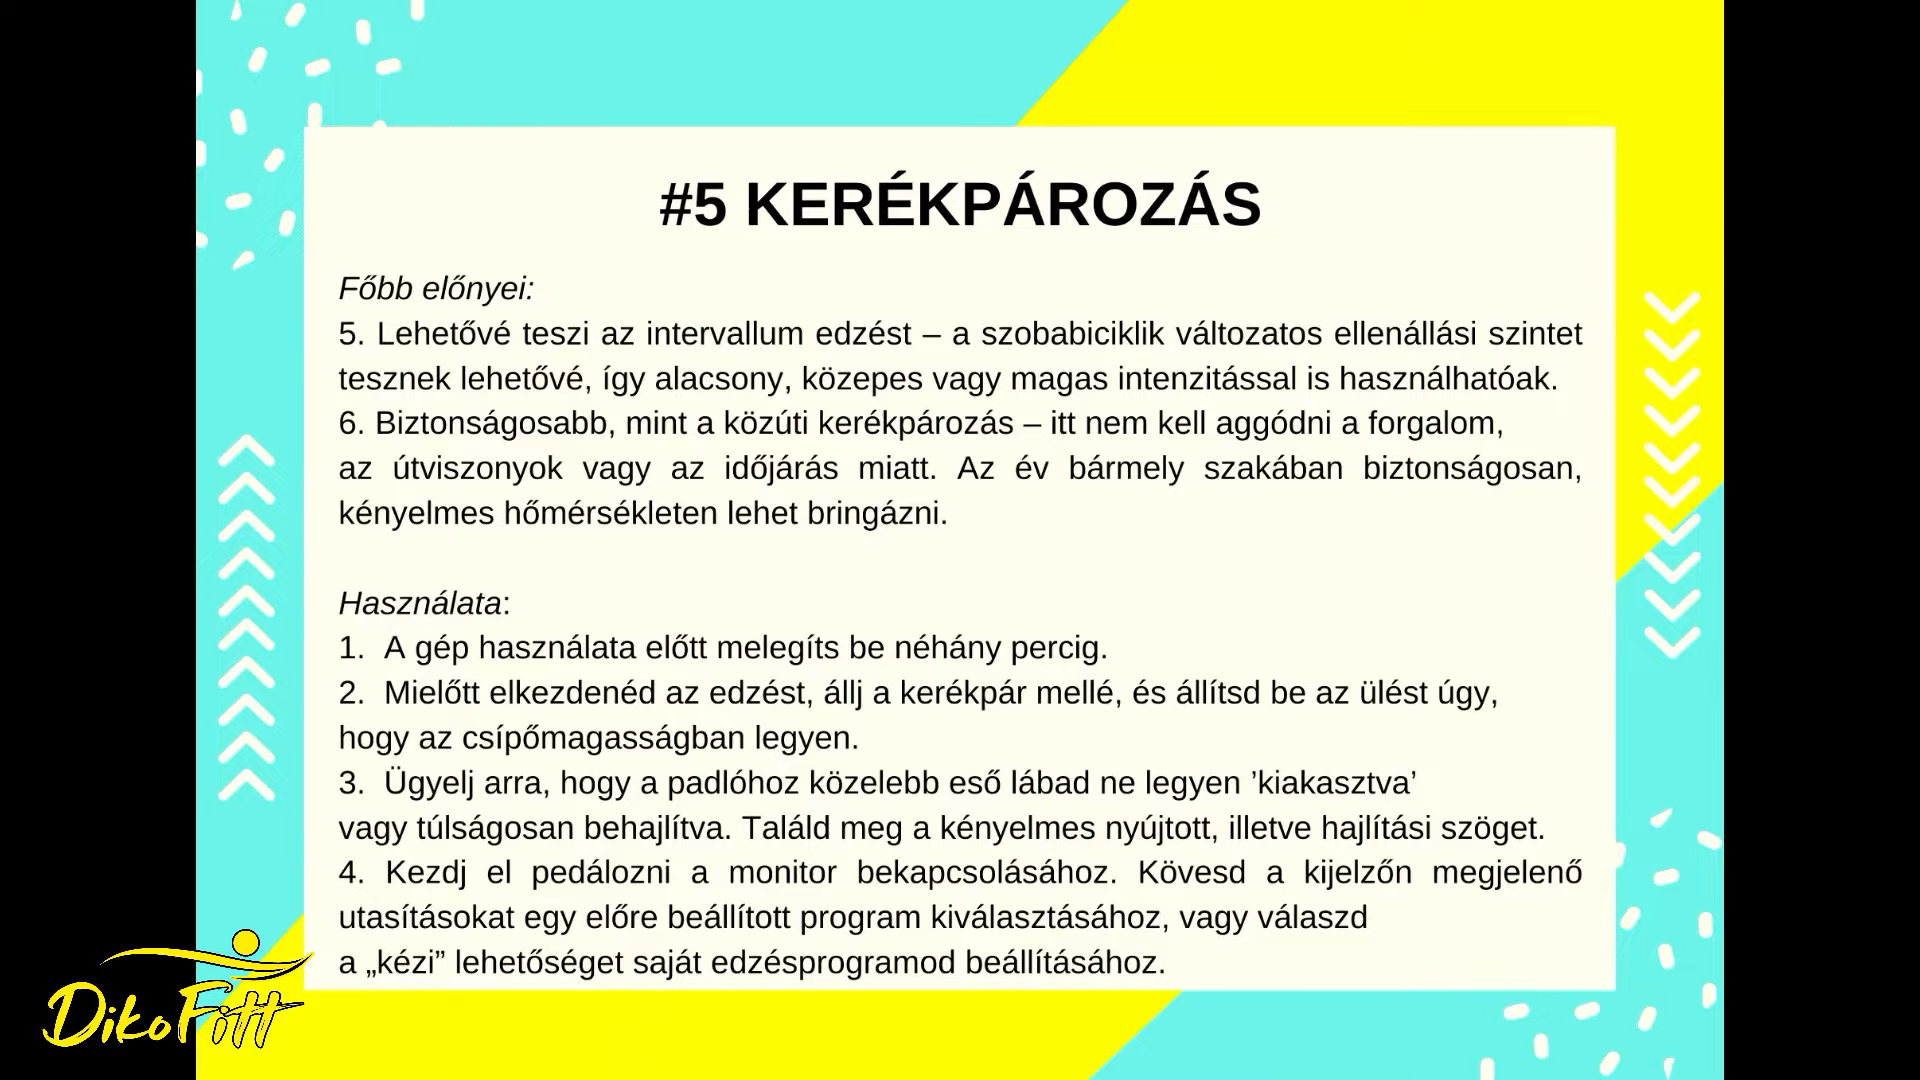 #5 KERÉKPÁROZÁS
Főbb előnyei:
5. Lehetővé teszi az intervallum edzést – a szobabiciklik változatos ellenállási szintet
tesznek lehetővé, így alacsony, közepes vagy magas intenzitással is használhatóak.
6. Biztonságosabb, mint a közúti kerékpározás – itt nem kell aggódni a forgalom,
az útviszonyok vagy az időjárás miatt. Az év bármely szakában biztonságosan,
kényelmes hőmérsékleten lehet bringázni.
Használata:
1. A gép használata előtt melegíts be néhány percig.
2. Mielőtt elkezdenéd az edzést, állj a kerékpár mellé, és állítsd be az ülést úgy,
hogy az csípőmagasságban legyen.
3. Ügyelj arra, hogy a padlóhoz közelebb eső lábad ne legyen ’kiakasztva’
vagy túlságosan behajlítva. Találd meg a kényelmes nyújtott, illetve hajlítási szöget.
4. Kezdj el pedálozni a monitor bekapcsolásához. Kövesd a kijelzőn megjelenő
utasításokat egy előre beállított program kiválasztásához, vagy válaszd
a „kézi” lehetőséget saját edzésprogramod beállításához.
DikoFitt